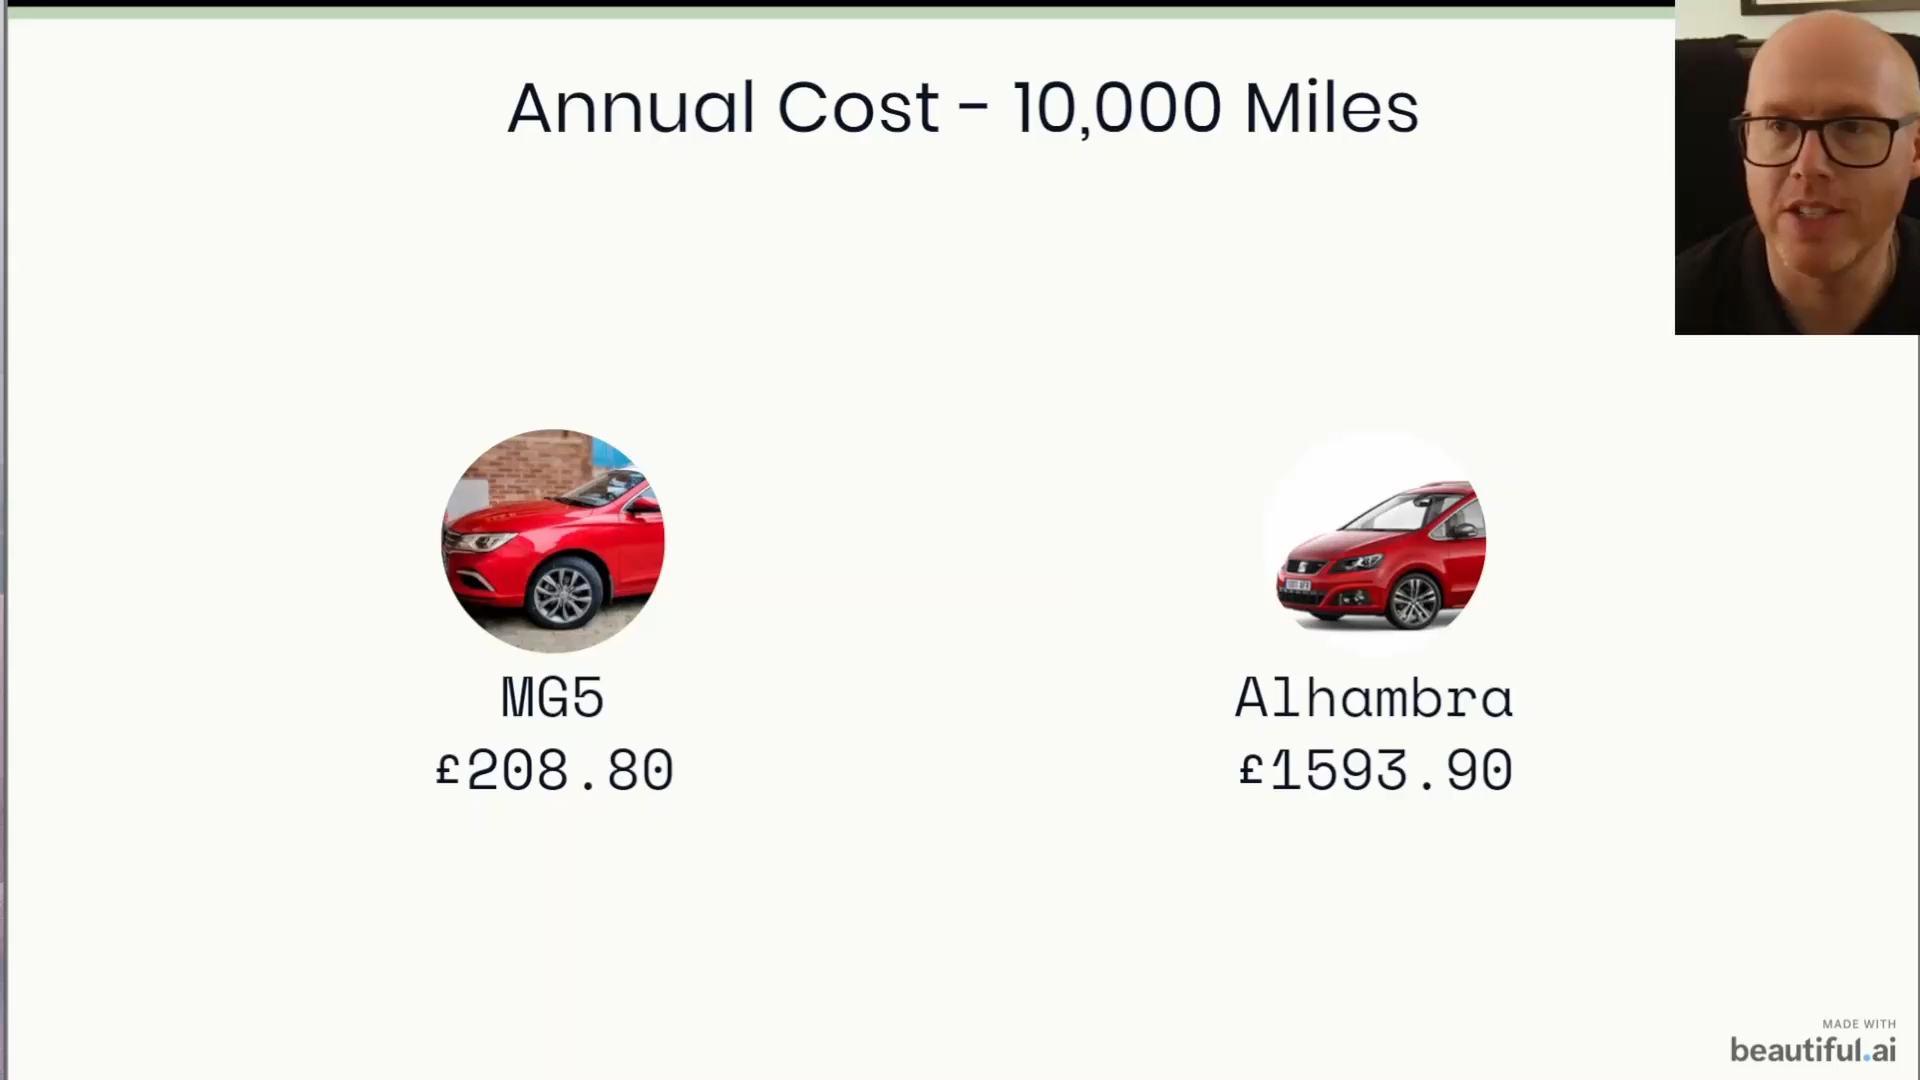 Annual Cost - 10,000 Miles
MG5
£208.80
Alhambra
£1593.90
MADE WITH
beautiful.ai